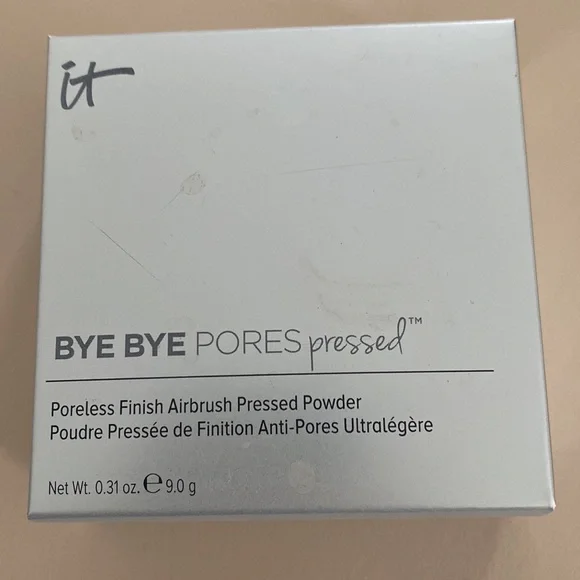 it
BYE BYE PORES pressed™
Poreless Finish Airbrush Pressed Powder
Poudre Pressée de Finition Anti-Pores Ultralégère
Net Wt. 0.31 oz. ℮ 9.0 g